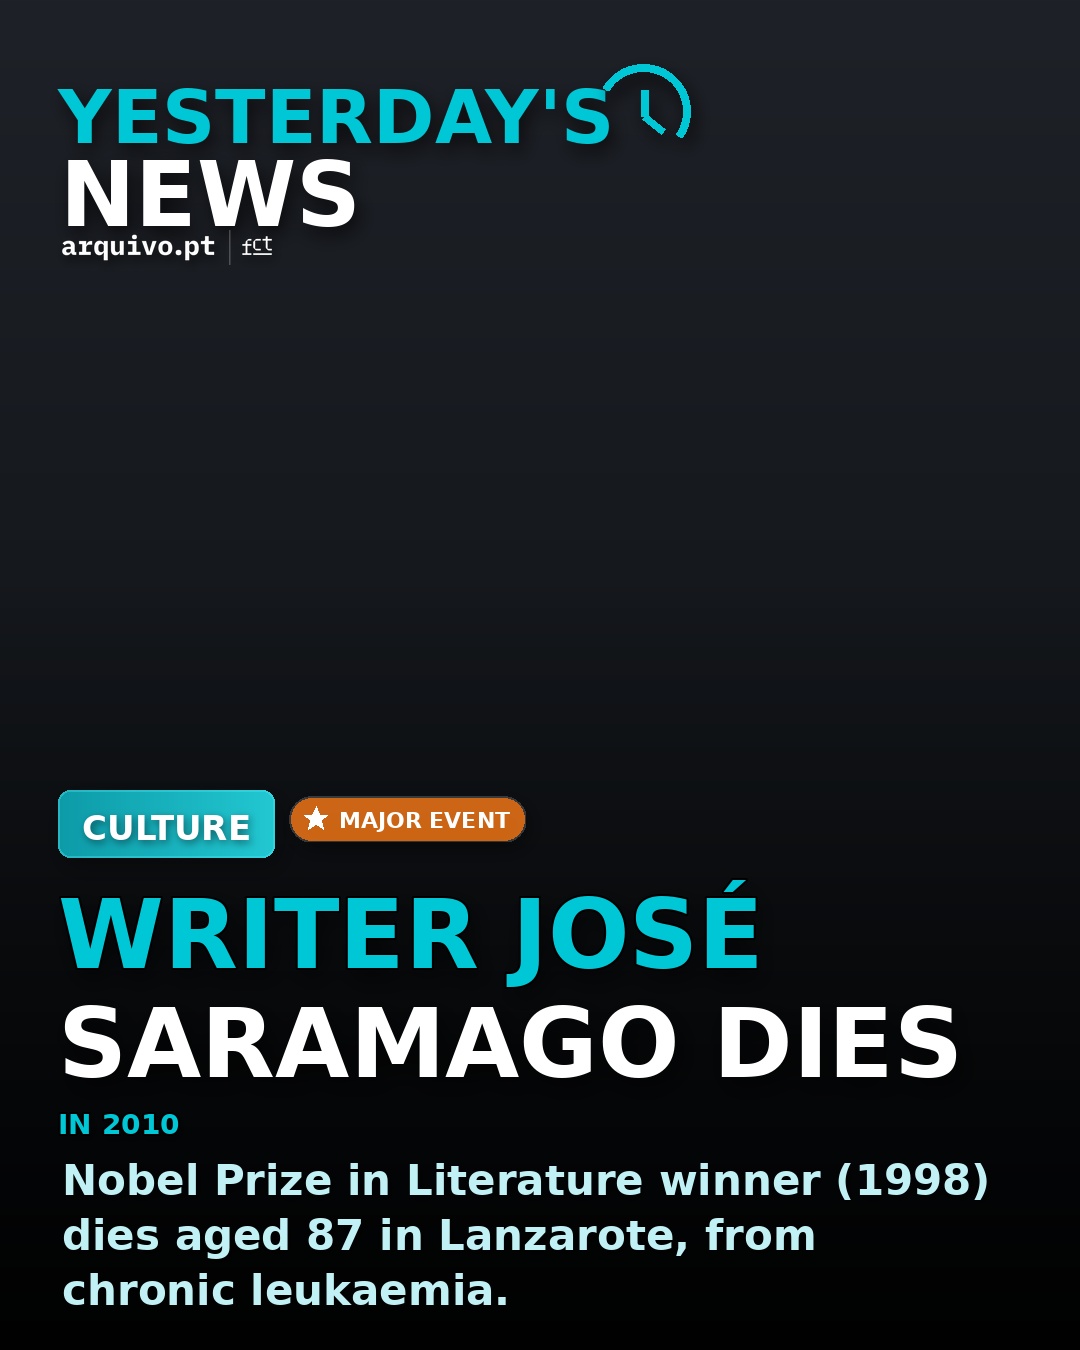 YESTERDAY'S
NEWS
arquivo.pt | fct
CULTURE
MAJOR EVENT
WRITER JOSÉ
SARAMAGO DIES
IN 2010
Nobel Prize in Literature winner (1998)
dies aged 87 in Lanzarote, from
chronic leukaemia.